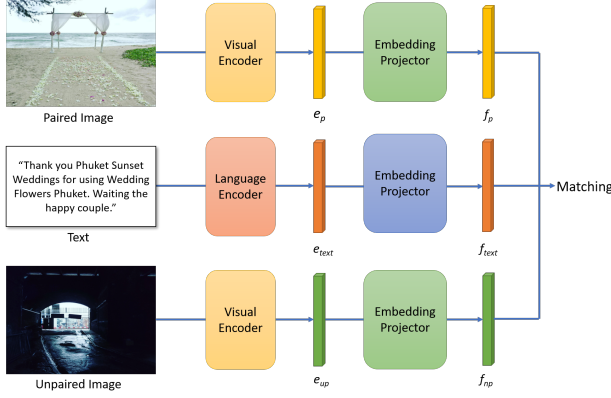 Visual
Encoder
Embedding
Projector
Paired Image
e_p
f_p
“Thank you Phuket Sunset
Weddings for using Wedding
Flowers Phuket. Waiting the
happy couple.”
Language
Encoder
Embedding
Projector
Matching
Text
e_text
f_text
Visual
Encoder
Embedding
Projector
Unpaired Image
e_up
f_np